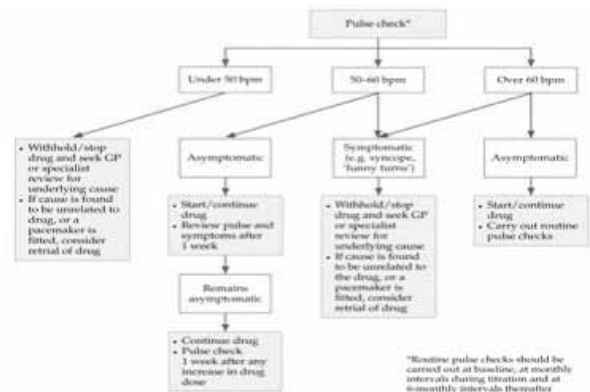 Pulse check*
Under 50 bpm
50–60 bpm
Over 60 bpm
• Withhold/stop
drug and seek GP
or specialist
review for
underlying cause
• If cause is found
to be unrelated to
drug, or a
pacemaker is
fitted, consider
retrial of drug
Asymptomatic
Symptomatic
(e.g. syncope,
'funny turns')
Asymptomatic
• Start/continue
drug
• Review pulse and
symptoms after
1 week
• Withhold/stop
drug and seek GP
or specialist
review for
underlying cause
• If cause is found
to be unrelated to
the drug, or a
pacemaker is
fitted, consider
retrial of drug
• Start/continue
drug
• Carry out routine
pulse checks
Remains
asymptomatic
• Continue drug
• Pulse check
1 week after any
increase in drug
dose
*Routine pulse checks should be
carried out at baseline, at monthly
intervals during titration and at
6-monthly intervals thereafter